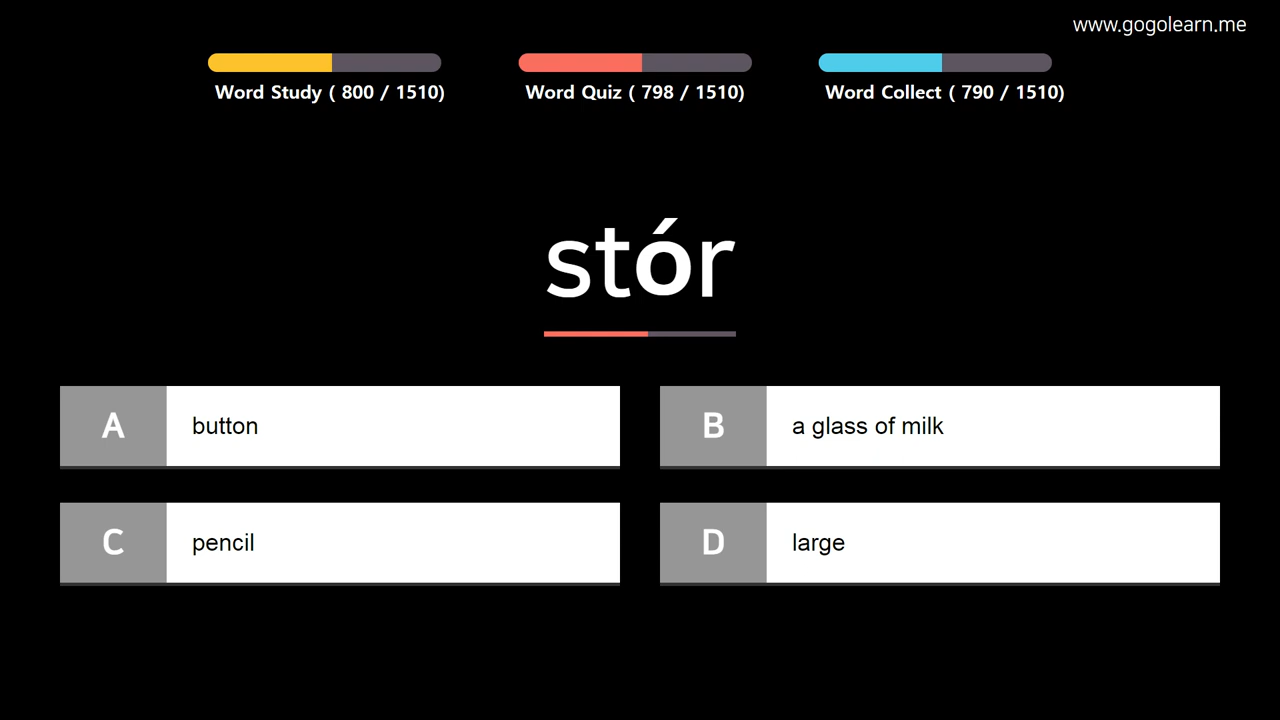 www.gogolearn.me
Word Study ( 800 / 1510)
Word Quiz ( 798 / 1510)
Word Collect ( 790 / 1510)
stór
A button
B a glass of milk
C pencil
D large